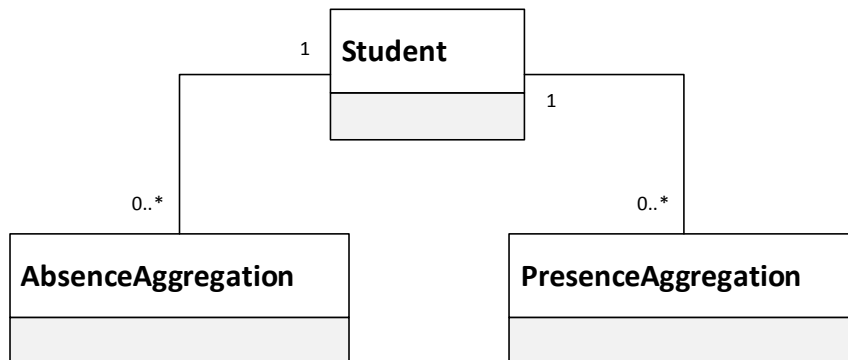 Student
1
1
0..*
0..*
AbsenceAggregation
PresenceAggregation